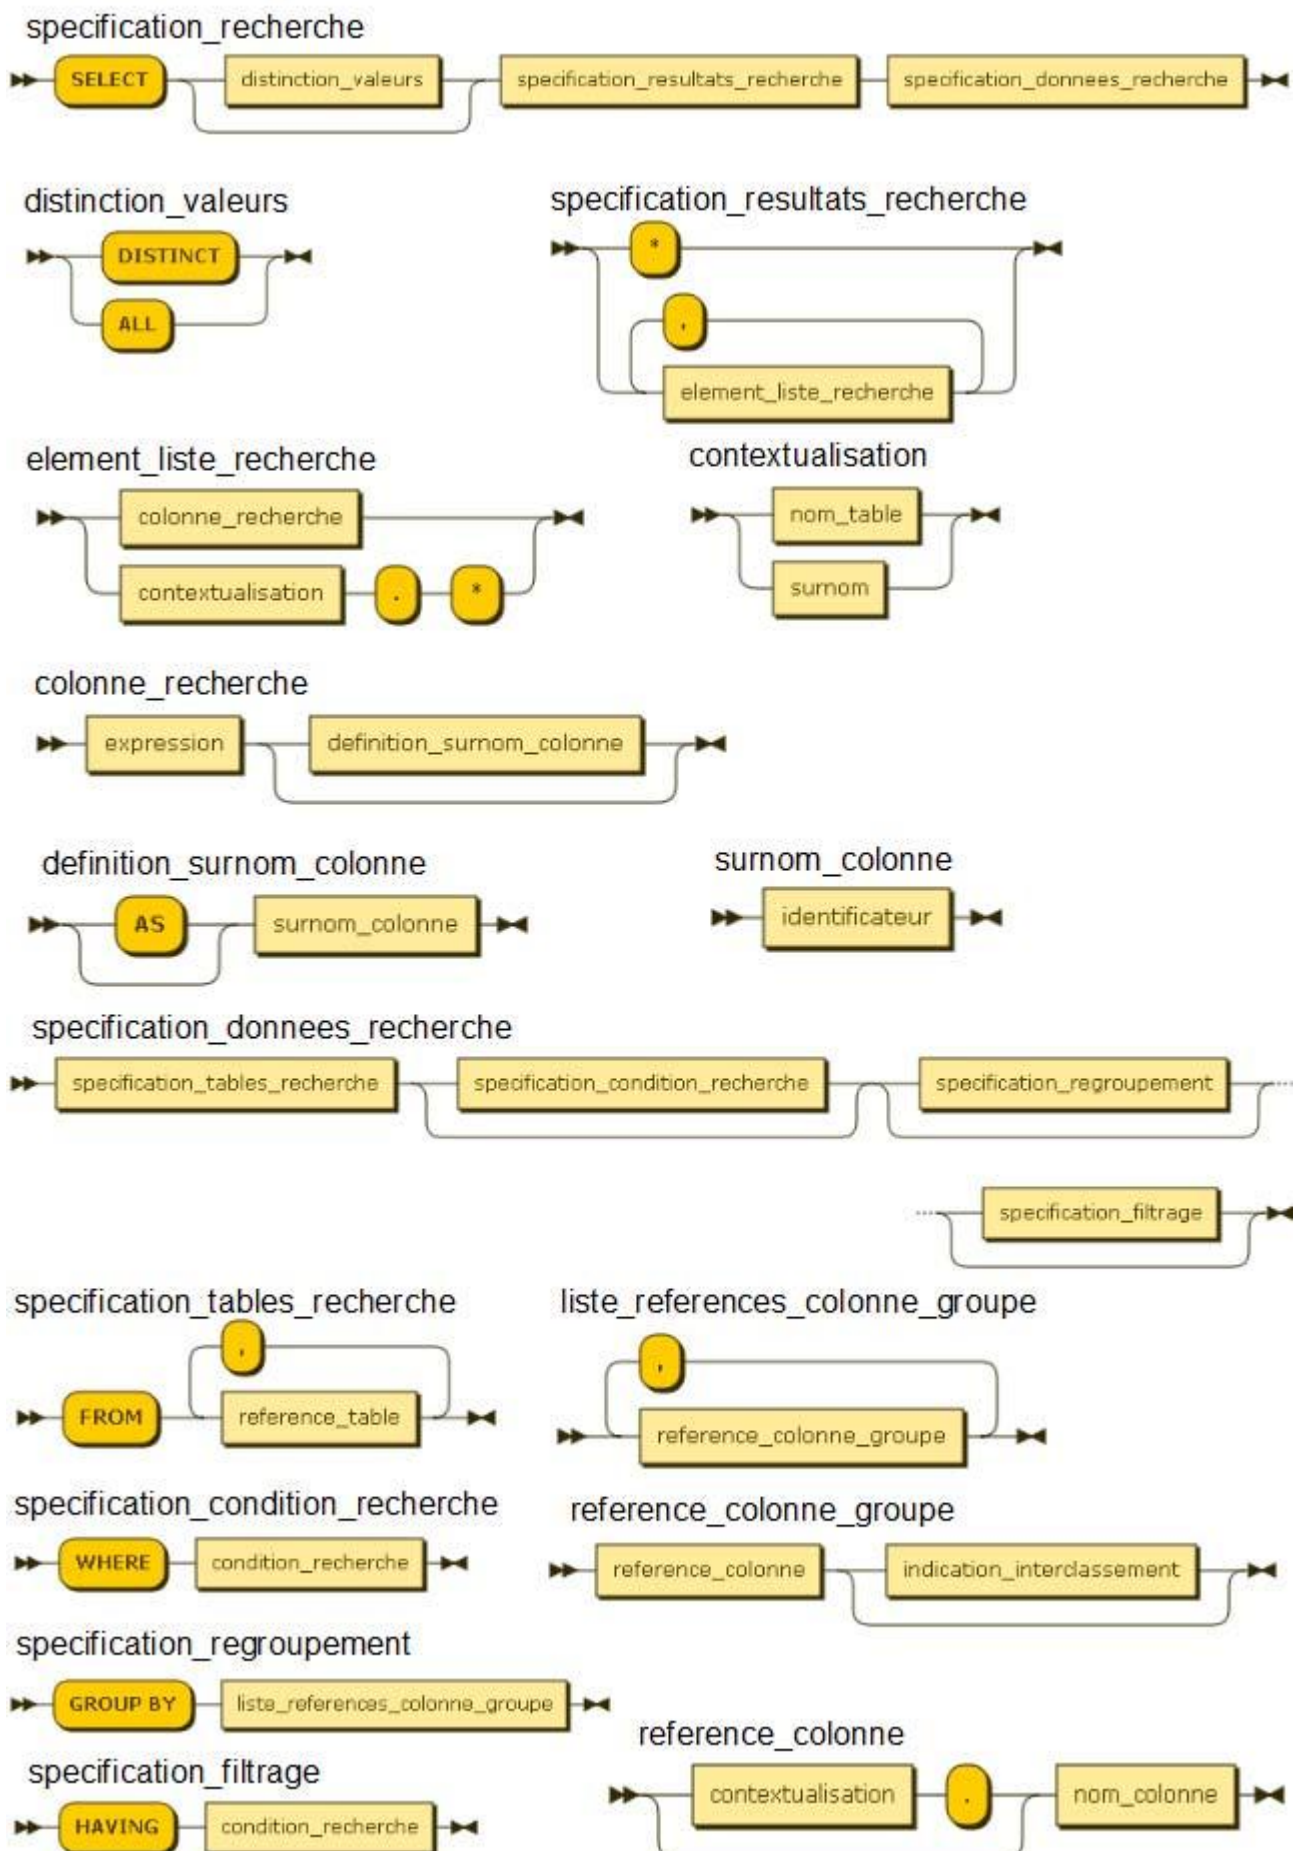 specification_recherche
SELECT distinction_valeurs specification_resultats_recherche specification_donnees_recherche
distinction_valeurs
DISTINCT
ALL
specification_resultats_recherche
*
,
element_liste_recherche
element_liste_recherche
colonne_recherche
contextualisation . *
contextualisation
nom_table
surnom
colonne_recherche
expression definition_surnom_colonne
definition_surnom_colonne
AS surnom_colonne
surnom_colonne
identificateur
specification_donnees_recherche
specification_tables_recherche specification_condition_recherche specification_regroupement
specification_filtrage
specification_tables_recherche
,
FROM reference_table
liste_references_colonne_groupe
,
reference_colonne_groupe
specification_condition_recherche
WHERE condition_recherche
reference_colonne_groupe
reference_colonne indication_interclassement
specification_regroupement
GROUP BY liste_references_colonne_groupe
specification_filtrage
HAVING condition_recherche
reference_colonne
contextualisation . nom_colonne